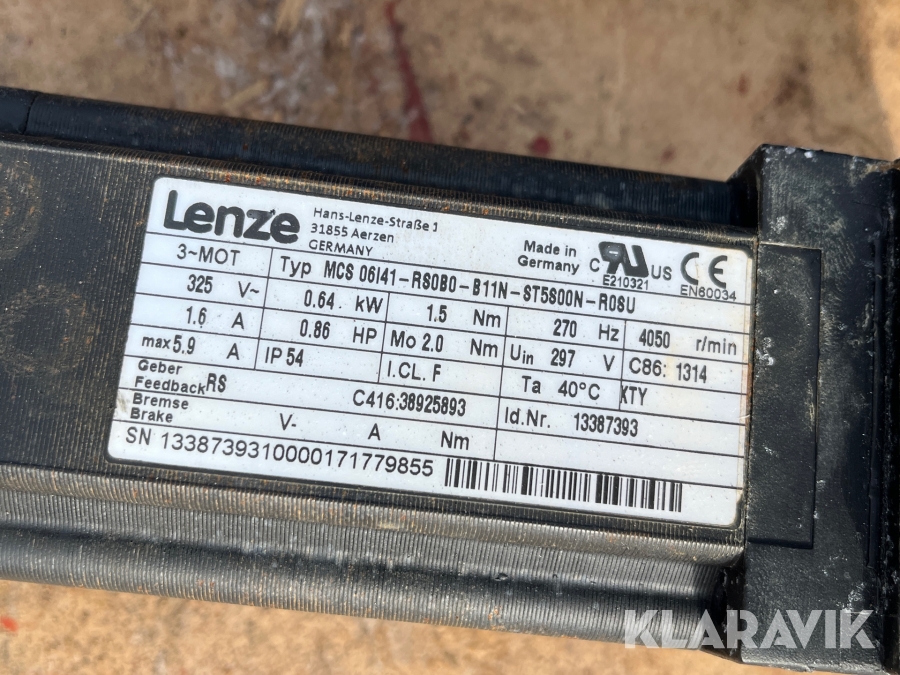 Lenze
Hans-Lenze-Straße 1
31855 Aerzen
GERMANY
Made in
Germany
C UR US
E210321
CE
EN60034
3~MOT Typ MCS 06I41-RS0B0-B11N-ST5S00N-R0SU
325 V~ 0.64 kW 1.5 Nm 270 Hz 4050 r/min
1.6 A 0.86 HP Mo 2.0 Nm Uin 297 V C86: 1314
max 5.9 A IP 54 I.CL. F Ta 40°C KTY
Geber
Feedback RS C416:38925893 Id.Nr. 13387393
Bremse
Brake V- A Nm
SN 1338739310000171779855
KLARAVIK